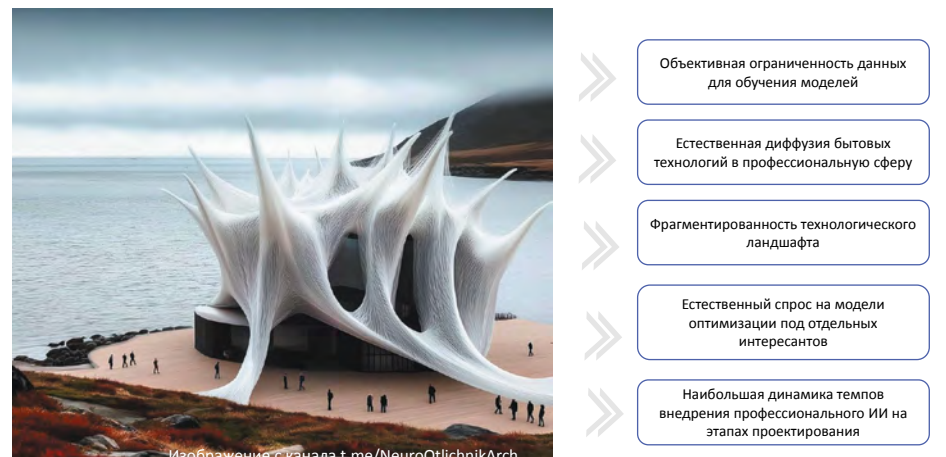 Объективная ограниченность данных
для обучения моделей
Естественная диффузия бытовых
технологий в профессиональную сферу
Фрагментированность технологического
ландшафта
Естественный спрос на модели
оптимизации под отдельных
интересантов
Наибольшая динамика темпов
внедрения профессионального ИИ на
этапах проектирования
Изображение с канала t.me/NeuroOtlichnikArch